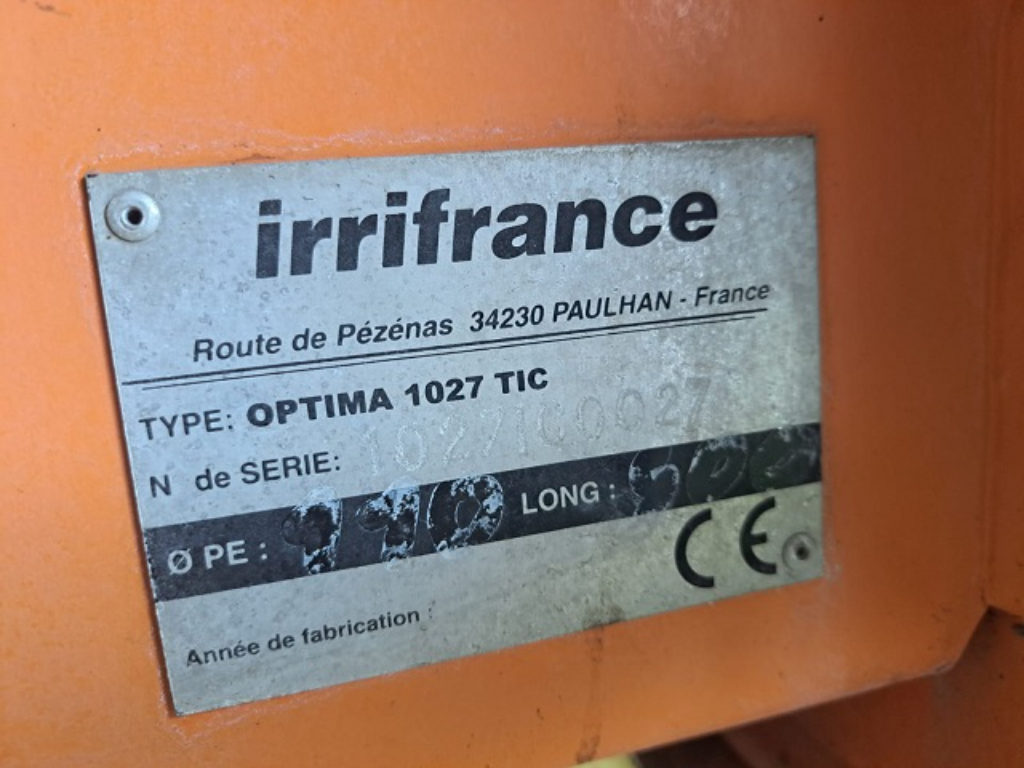 irrifrance
Route de Pézénas 34230 PAULHAN - France
TYPE: OPTIMA 1027 TIC
N de SERIE:
Ø PE : 110 LONG :
Année de fabrication :
CE